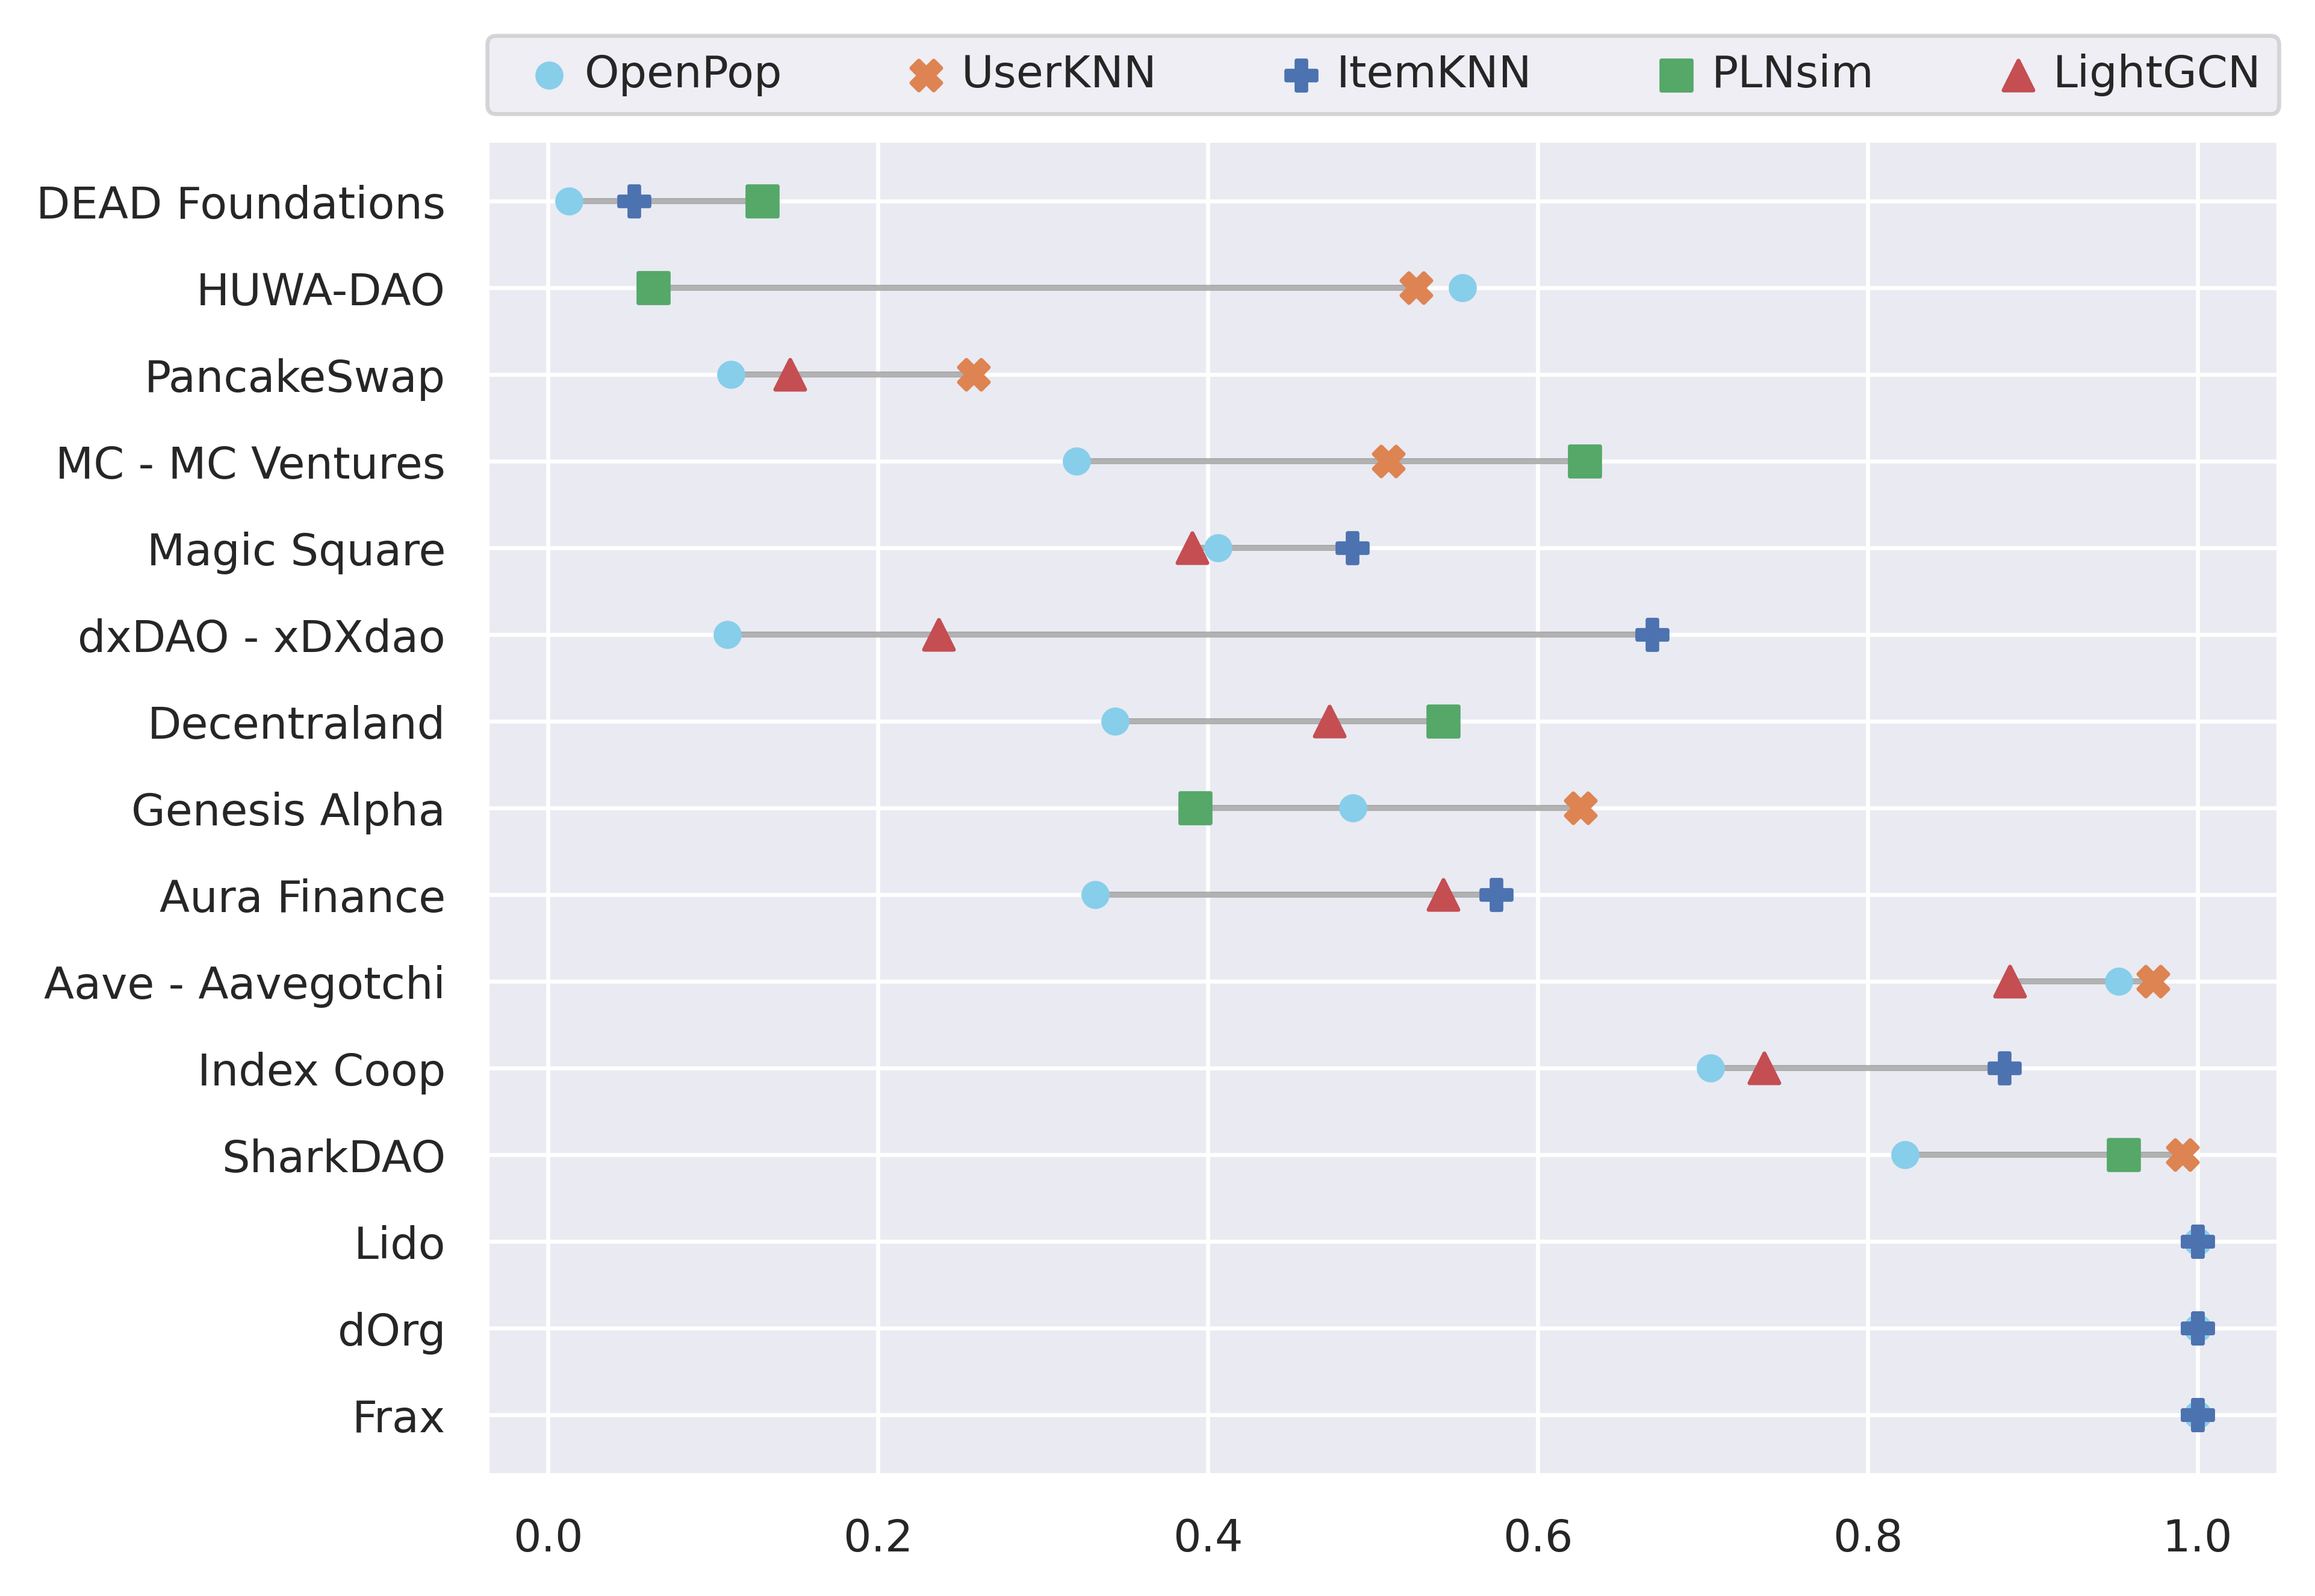 OpenPop UserKNN ItemKNN PLNsim LightGCN
DEAD Foundations
HUWA-DAO
PancakeSwap
MC - MC Ventures
Magic Square
dxDAO - xDXdao
Decentraland
Genesis Alpha
Aura Finance
Aave - Aavegotchi
Index Coop
SharkDAO
Lido
dOrg
Frax
0.0 0.2 0.4 0.6 0.8 1.0